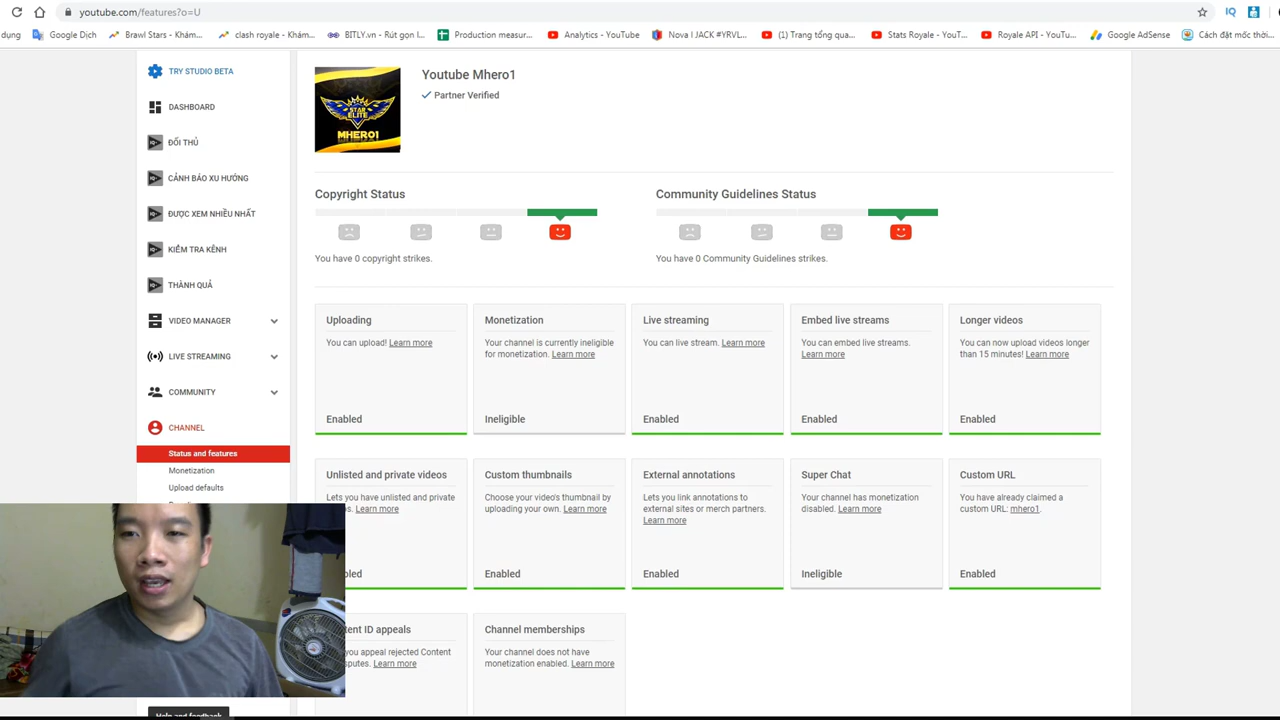 youtube.com/features?o=U
dụng
Google Dịch
Brawl Stars - Khám...
clash royale - Khám...
BITLY.vn - Rút gọn l...
Production measur...
Analytics - YouTube
Nova I JACK #YRVL...
(1) Trang tổng qua...
Stats Royale - YouT...
Royale API - YouTu...
Google AdSense
Cách đặt mốc thời...
TRY STUDIO BETA
DASHBOARD
ĐỐI THỦ
CẢNH BÁO XU HƯỚNG
ĐƯỢC XEM NHIỀU NHẤT
KIỂM TRA KÊNH
THÀNH QUẢ
VIDEO MANAGER
LIVE STREAMING
COMMUNITY
CHANNEL
Status and features
Monetization
Upload defaults
STAR
ELITE
MHERO1
Youtube Mhero1
Partner Verified
Copyright Status
You have 0 copyright strikes.
Community Guidelines Status
You have 0 Community Guidelines strikes.
Uploading
You can upload! Learn more
Enabled
Monetization
Your channel is currently ineligible
for monetization. Learn more
Ineligible
Live streaming
You can live stream. Learn more
Enabled
Embed live streams
You can embed live streams.
Learn more
Enabled
Longer videos
You can now upload videos longer
than 15 minutes! Learn more
Enabled
Unlisted and private videos
Lets you have unlisted and private
Learn more
Custom thumbnails
Choose your video's thumbnail by
uploading your own. Learn more
Enabled
External annotations
Lets you link annotations to
external sites or merch partners.
Learn more
Enabled
Super Chat
Your channel has monetization
disabled. Learn more
Ineligible
Custom URL
You have already claimed a
custom URL: mhero1.
Enabled
ID appeals
you appeal rejected Content
Learn more
Channel memberships
Your channel does not have
monetization enabled. Learn more
Help and feedback